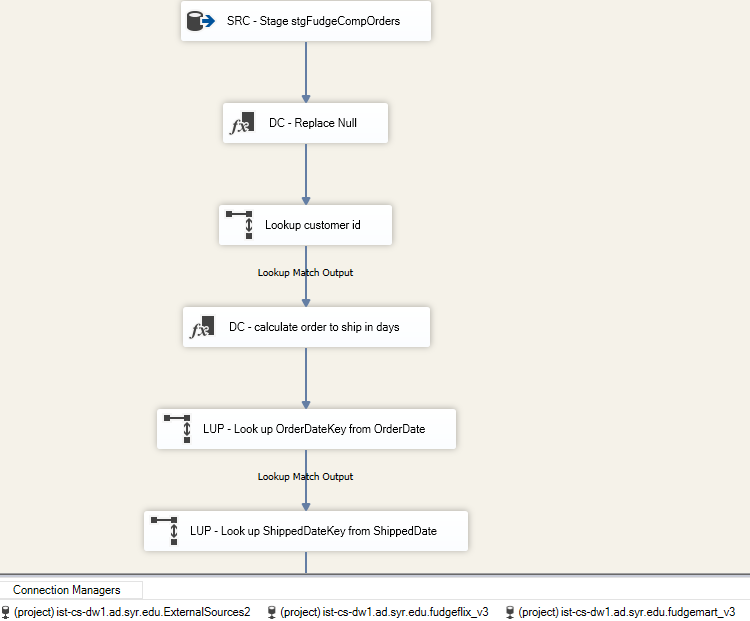 SRC - Stage stgFudgeCompOrders
DC - Replace Null
Lookup customer id
Lookup Match Output
DC - calculate order to ship in days
LUP - Look up OrderDateKey from OrderDate
Lookup Match Output
LUP - Look up ShippedDateKey from ShippedDate
Connection Managers
(project) ist-cs-dw1.ad.syr.edu.ExternalSources2 (project) ist-cs-dw1.ad.syr.edu.fudgeflix_v3 (project) ist-cs-dw1.ad.syr.edu.fudgemart_v3